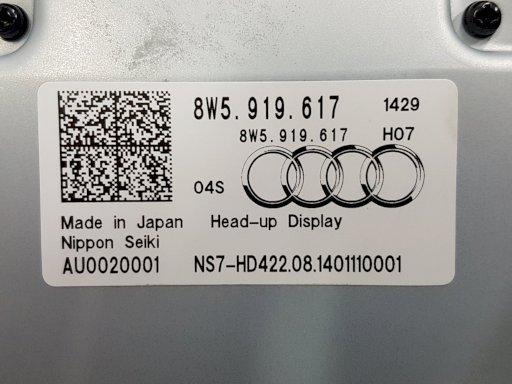 8W5.919.617 1429
8W5.919.617 H07
04S
Made in Japan Head-up Display
Nippon Seiki
AU0020001 NS7-HD422.08.1401110001